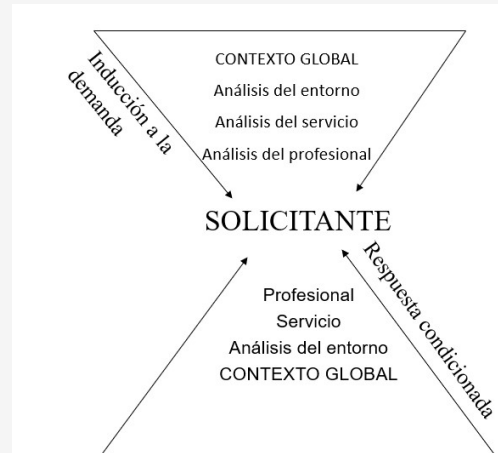 CONTEXTO GLOBAL
Análisis del entorno
Análisis del servicio
Análisis del profesional
Inducción a la
demanda
SOLICITANTE
Respuesta condicionada
Profesional
Servicio
Análisis del entorno
CONTEXTO GLOBAL